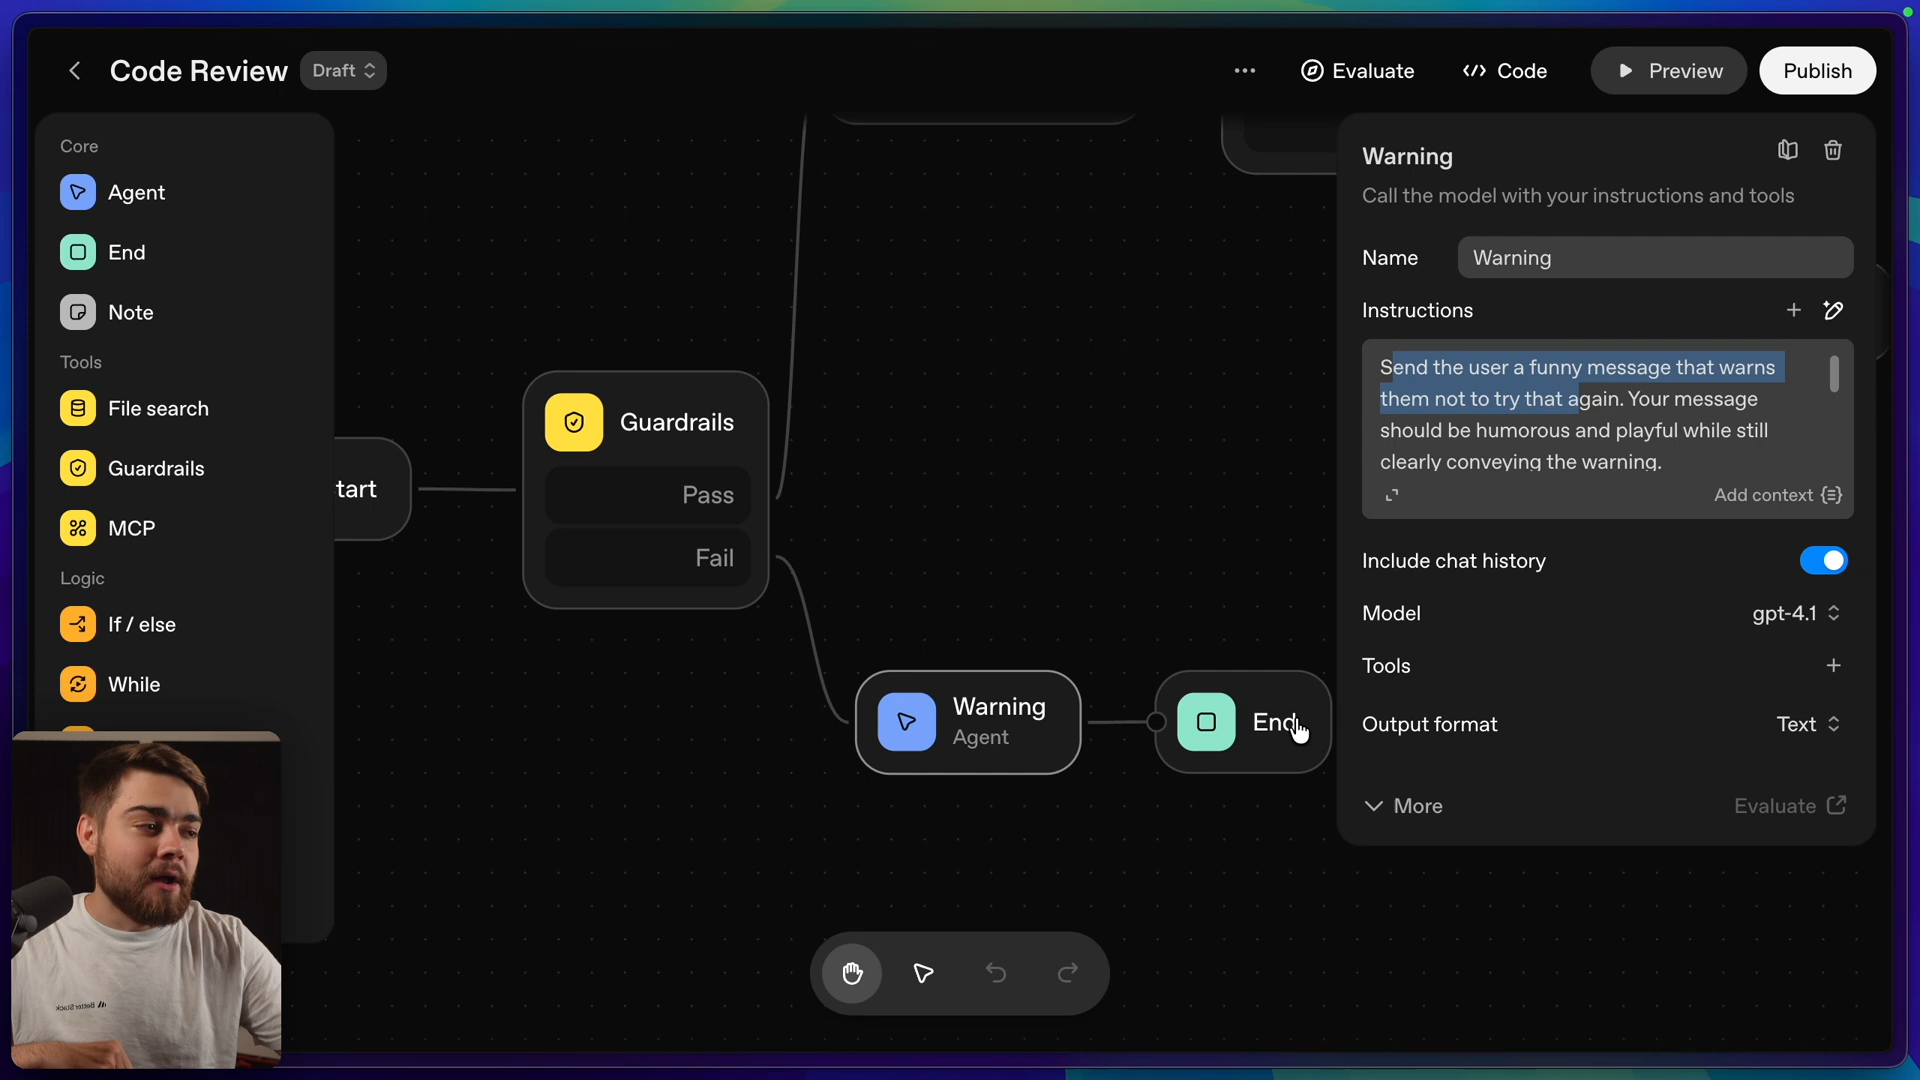 Code Review
Draft
Evaluate
Code
Preview
Publish
Core
Agent
End
Note
Tools
File search
Guardrails
MCP
Logic
If / else
While
tart
Guardrails
Pass
Fail
Warning
Agent
End
Warning
Call the model with your instructions and tools
Name
Warning
Instructions
Send the user a funny message that warns
them not to try that again. Your message
should be humorous and playful while still
clearly conveying the warning.
Add context
Include chat history
Model
gpt-4.1
Tools
Output format
Text
More
Evaluate
Better Stack